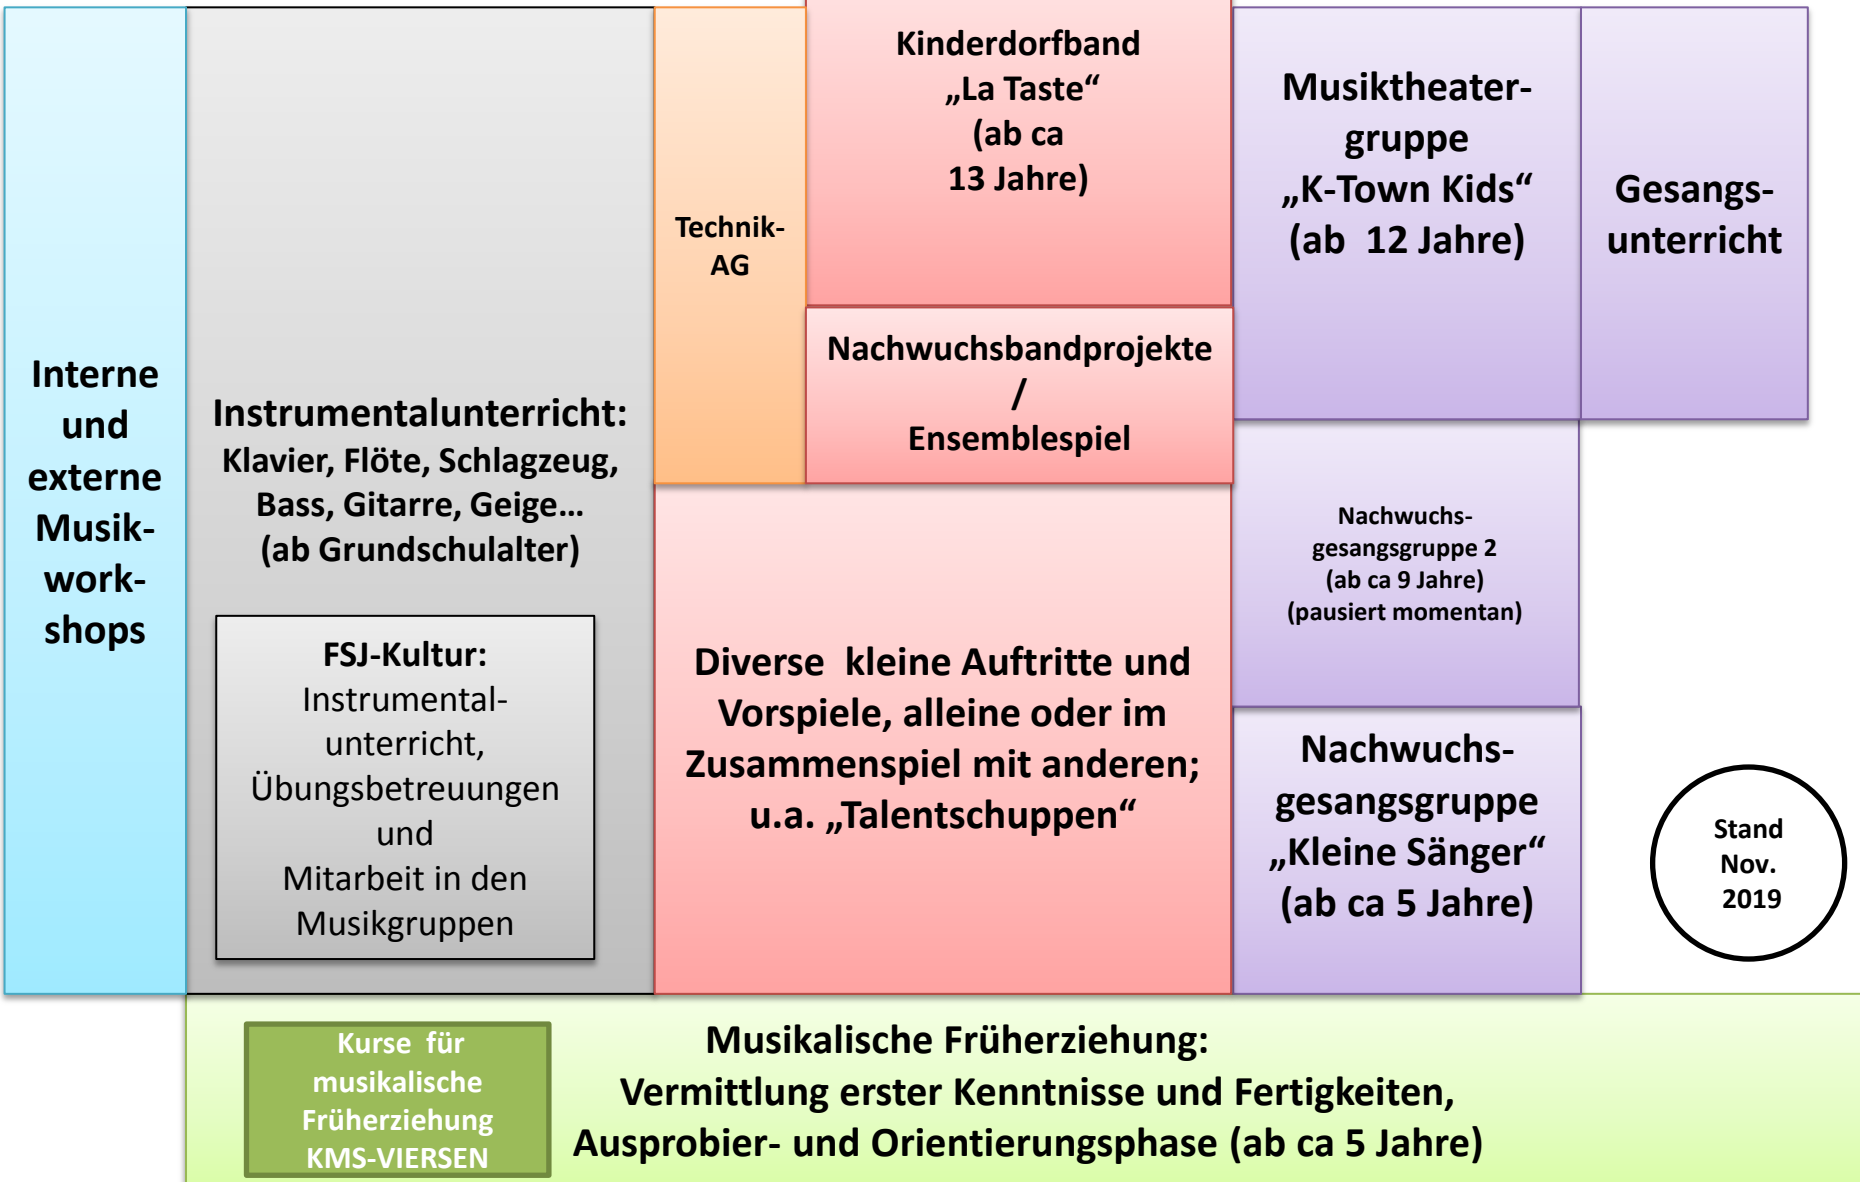 Interne
und
externe
Musik-
work-
shops
Instrumentalunterricht:
Klavier, Flöte, Schlagzeug,
Bass, Gitarre, Geige...
(ab Grundschulalter)
FSJ-Kultur:
Instrumental-
unterricht,
Übungsbetreuungen
und
Mitarbeit in den
Musikgruppen
Technik-
AG
Kinderdorfband
„La Taste“
(ab ca
13 Jahre)
Nachwuchsbandprojekte
/
Ensemblespiel
Diverse kleine Auftritte und
Vorspiele, alleine oder im
Zusammenspiel mit anderen;
u.a. „Talentschuppen“
Musiktheater-
gruppe
„K-Town Kids“
(ab 12 Jahre)
Gesangs-
unterricht
Nachwuchs-
gesangsgruppe 2
(ab ca 9 Jahre)
(pausiert momentan)
Nachwuchs-
gesangsgruppe
„Kleine Sänger“
(ab ca 5 Jahre)
Stand
Nov.
2019
Kurse für
musikalische
Früherziehung
KMS-VIERSEN
Musikalische Früherziehung:
Vermittlung erster Kenntnisse und Fertigkeiten,
Ausprobier- und Orientierungsphase (ab ca 5 Jahre)